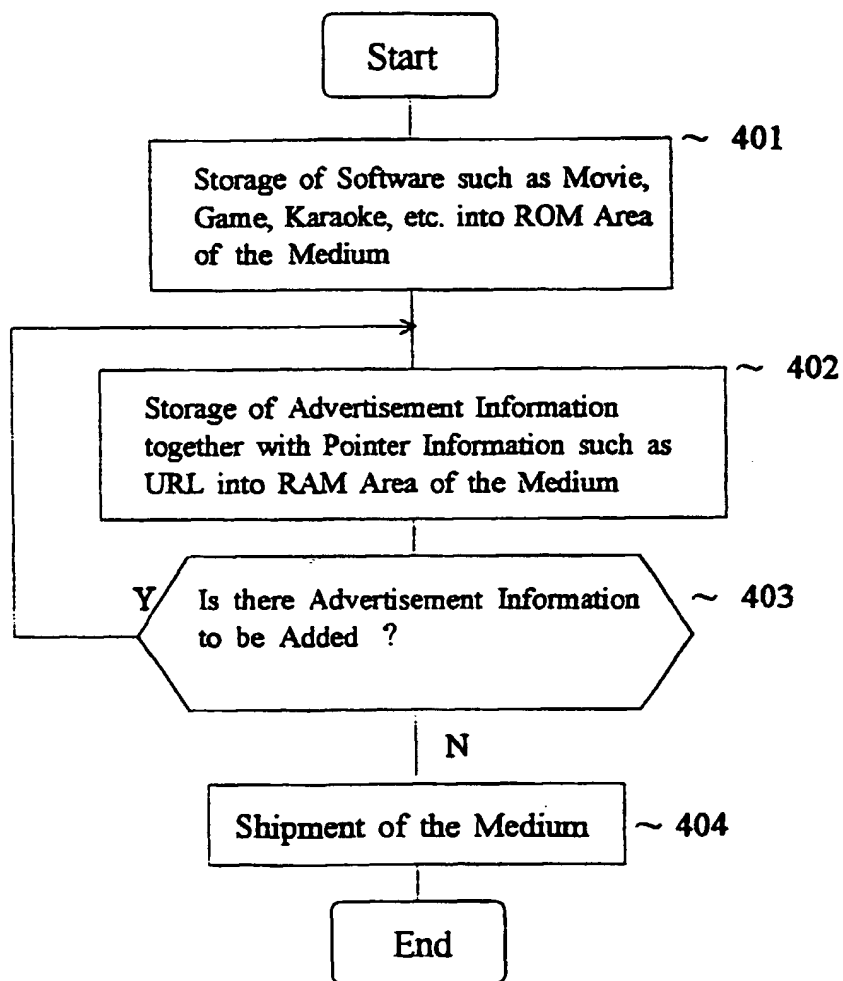 Start
~ 401
Storage of Software such as Movie,
Game, Karaoke, etc. into ROM Area
of the Medium
~ 402
Storage of Advertisement Information
together with Pointer Information such as
URL into RAM Area of the Medium
Y
Is there Advertisement Information
to be Added ?
~ 403
N
Shipment of the Medium
~ 404
End